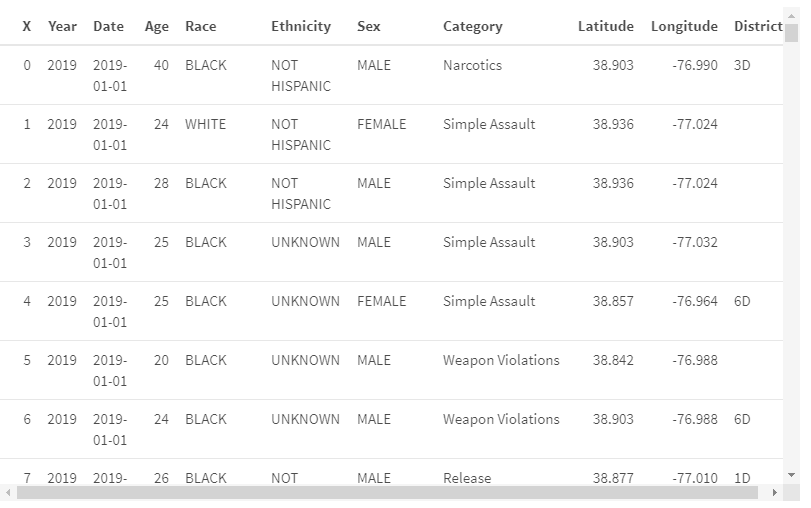 X Year Date Age Race Ethnicity Sex Category Latitude Longitude District
0 2019 2019- 40 BLACK NOT MALE Narcotics 38.903 -76.990 3D
01-01 HISPANIC
1 2019 2019- 24 WHITE NOT FEMALE Simple Assault 38.936 -77.024
01-01 HISPANIC
2 2019 2019- 28 BLACK NOT MALE Simple Assault 38.936 -77.024
01-01 HISPANIC
3 2019 2019- 25 BLACK UNKNOWN MALE Simple Assault 38.903 -77.032
01-01
4 2019 2019- 25 BLACK UNKNOWN FEMALE Simple Assault 38.857 -76.964 6D
01-01
5 2019 2019- 20 BLACK UNKNOWN MALE Weapon Violations 38.842 -76.988
01-01
6 2019 2019- 24 BLACK UNKNOWN MALE Weapon Violations 38.903 -76.988 6D
01-01
7 2019 2019- 26 BLACK NOT MALE Release 38.877 -77.010 1D